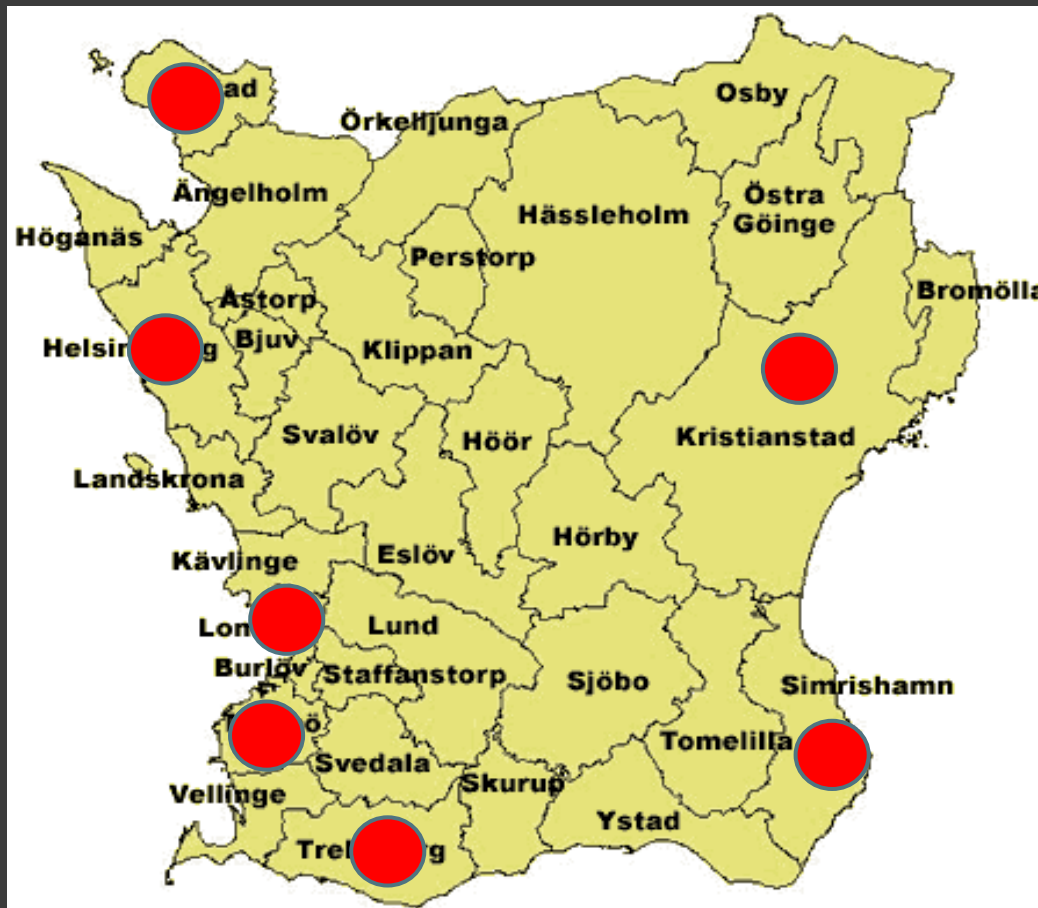 Osby
Örkelljunga
Ängelholm
Östra
Göinge
Hässleholm
Höganäs
Perstorp
Bromölla
Åstorp
Bjuv
Klippan
Svalöv
Höör
Kristianstad
Landskrona
Hörby
Kävlinge
Eslöv
Lund
Burlöv
Staffanstorp
Sjöbo
Simrishamn
Tomelilla
Svedala
Skurup
Vellinge
Ystad